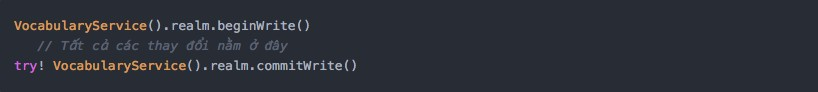 VocabularyService().realm.beginWrite()
// Tất cả các thay đổi nằm ở đây
try! VocabularyService().realm.commitWrite()